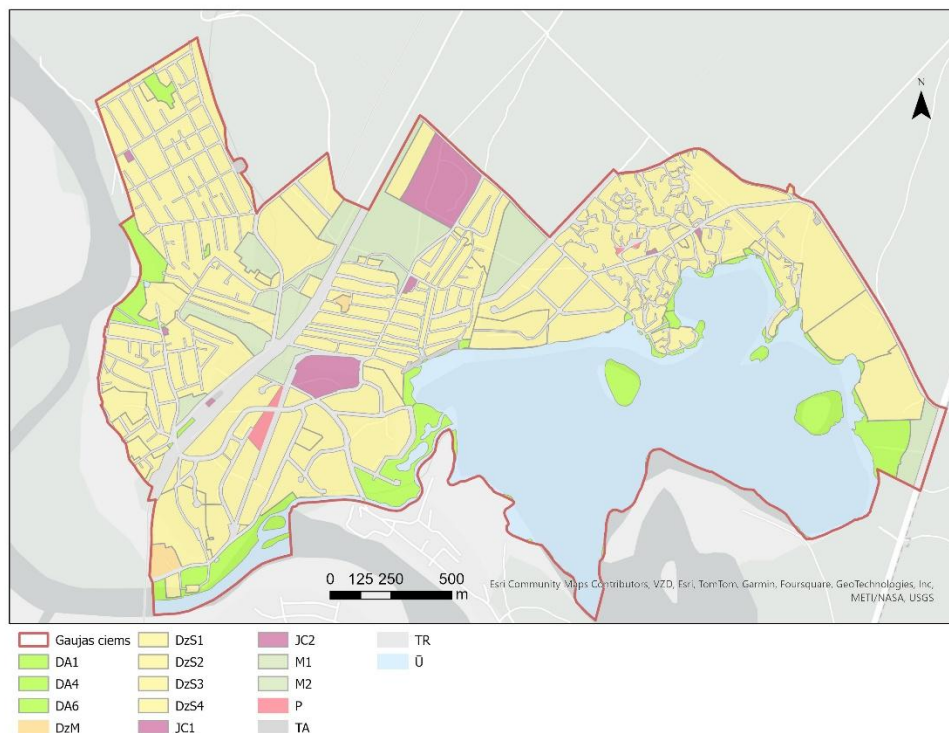 N
0 125 250 500
m
Esri Community Maps Contributors, VZD, Esri, TomTom, Garmin, Foursquare, GeoTechnologies, Inc,
METI/NASA, USGS
Gaujas ciems DzS1 JC2 TR
DA1 DzS2 M1 Ū
DA4 DzS3 M2
DA6 DzS4 P
DzM JC1 TA